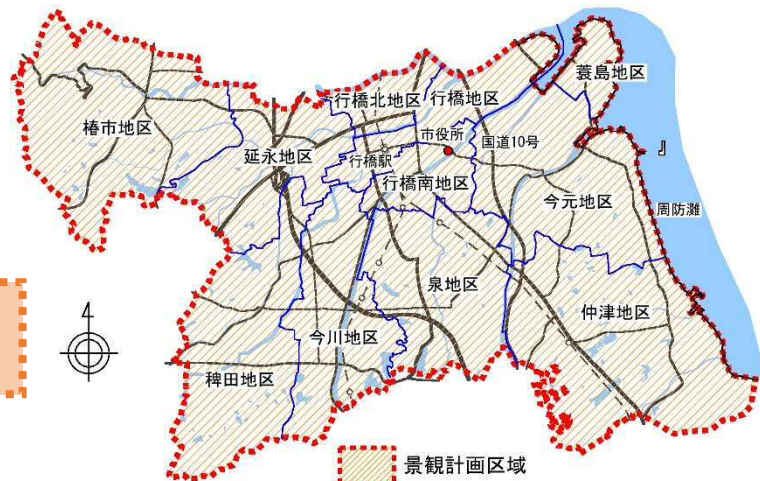 蓑島地区
行橋北地区
行橋地区
椿市地区
市役所
国道10号
延永地区
行橋駅
行橋南地区
』
今元地区
周防灘
泉地区
仲津地区
今川地区
稗田地区
4
景観計画区域